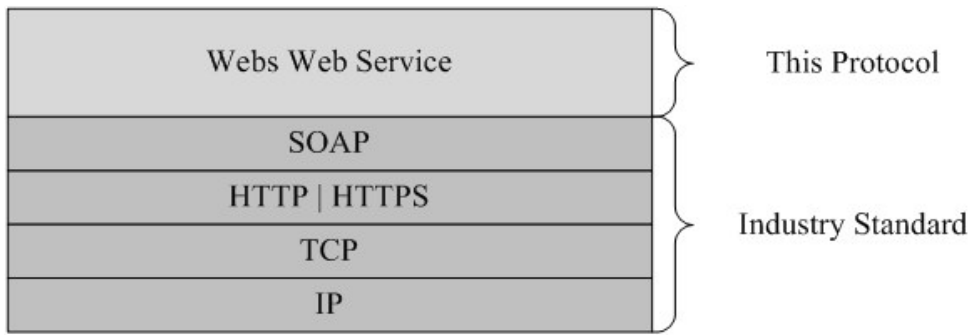 Webs Web Service
This Protocol
SOAP
HTTP | HTTPS
TCP
IP
Industry Standard